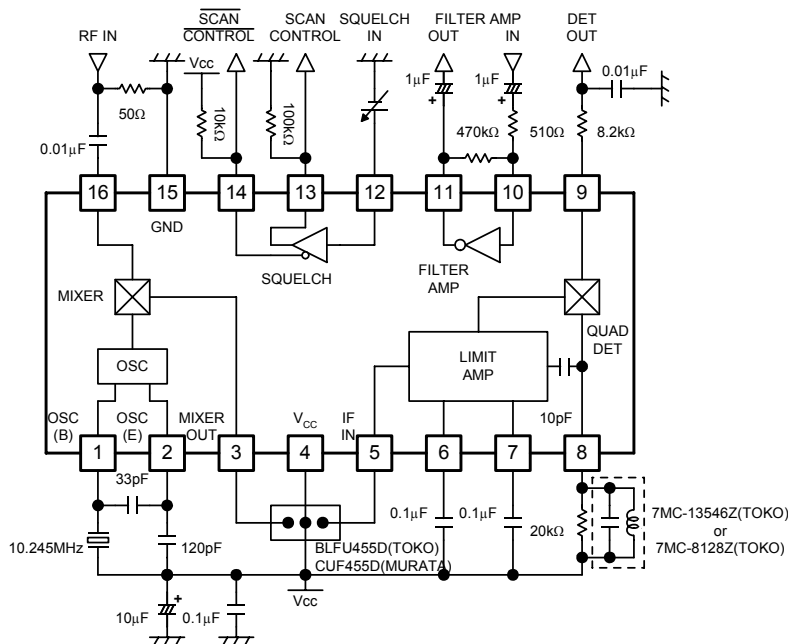 SCAN CONTROL
SCAN CONTROL
SQUELCH IN
FILTER AMP
OUT IN
DET OUT
RF IN
Vcc
1μF
1μF
0.01μF
50Ω
10kΩ
100kΩ
470kΩ
510Ω
8.2kΩ
0.01μF
16
15
14
13
12
11
10
9
GND
SQUELCH
FILTER AMP
MIXER
QUAD DET
OSC
LIMIT AMP
10pF
OSC (B)
OSC (E)
MIXER OUT
VCC
IF IN
1
2
3
4
5
6
7
8
33pF
0.1μF
0.1μF
20kΩ
7MC-13546Z(TOKO)
or
7MC-8128Z(TOKO)
10.245MHz
120pF
BLFU455D(TOKO)
CUF455D(MURATA)
10μF
+
0.1μF
Vcc